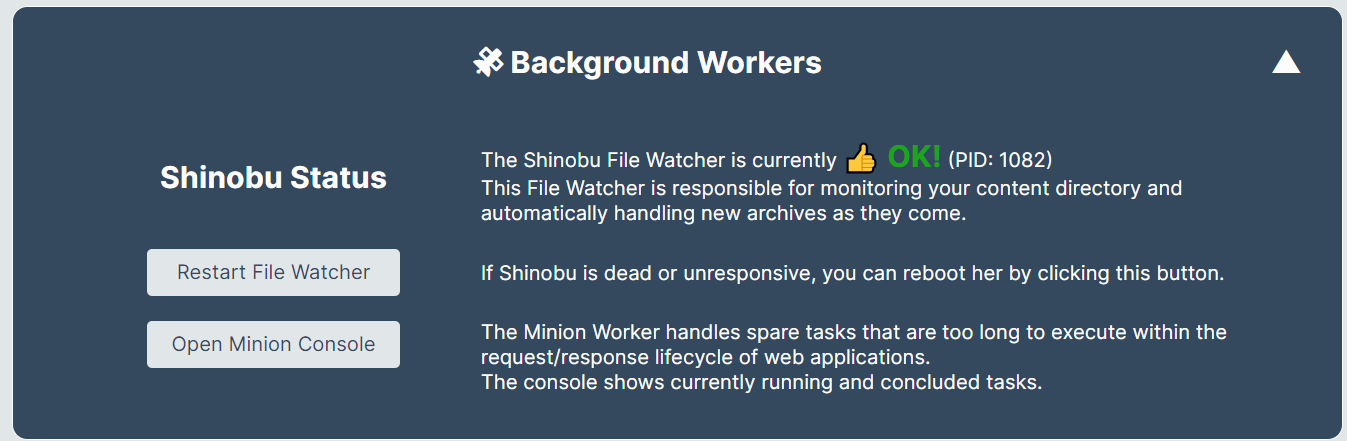 Background Workers
Shinobu Status
The Shinobu File Watcher is currently 👍 OK! (PID: 1082)
This File Watcher is responsible for monitoring your content directory and
automatically handling new archives as they come.
Restart File Watcher
If Shinobu is dead or unresponsive, you can reboot her by clicking this button.
Open Minion Console
The Minion Worker handles spare tasks that are too long to execute within the
request/response lifecycle of web applications.
The console shows currently running and concluded tasks.